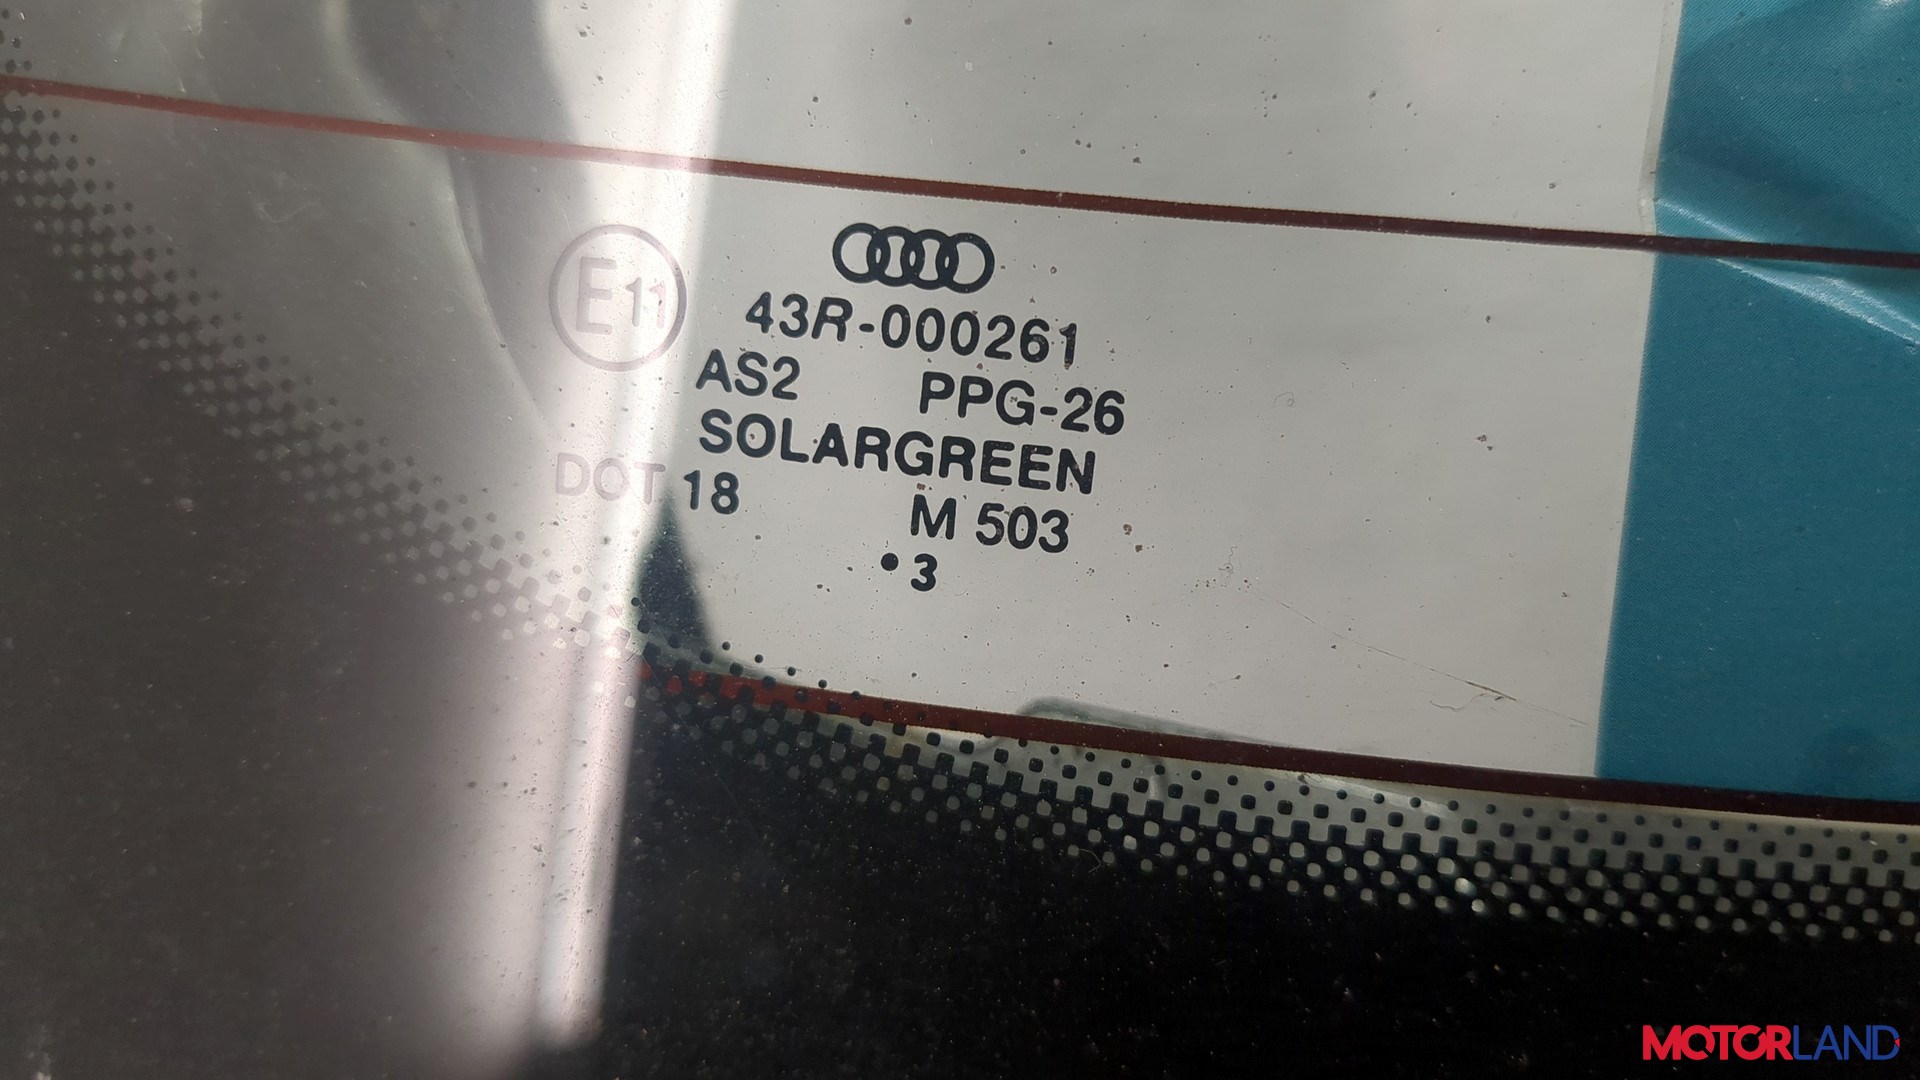 E11
43R-000261
AS2 PPG-26
SOLARGREEN
DOT 18 M 503
•3
MOTORLAND